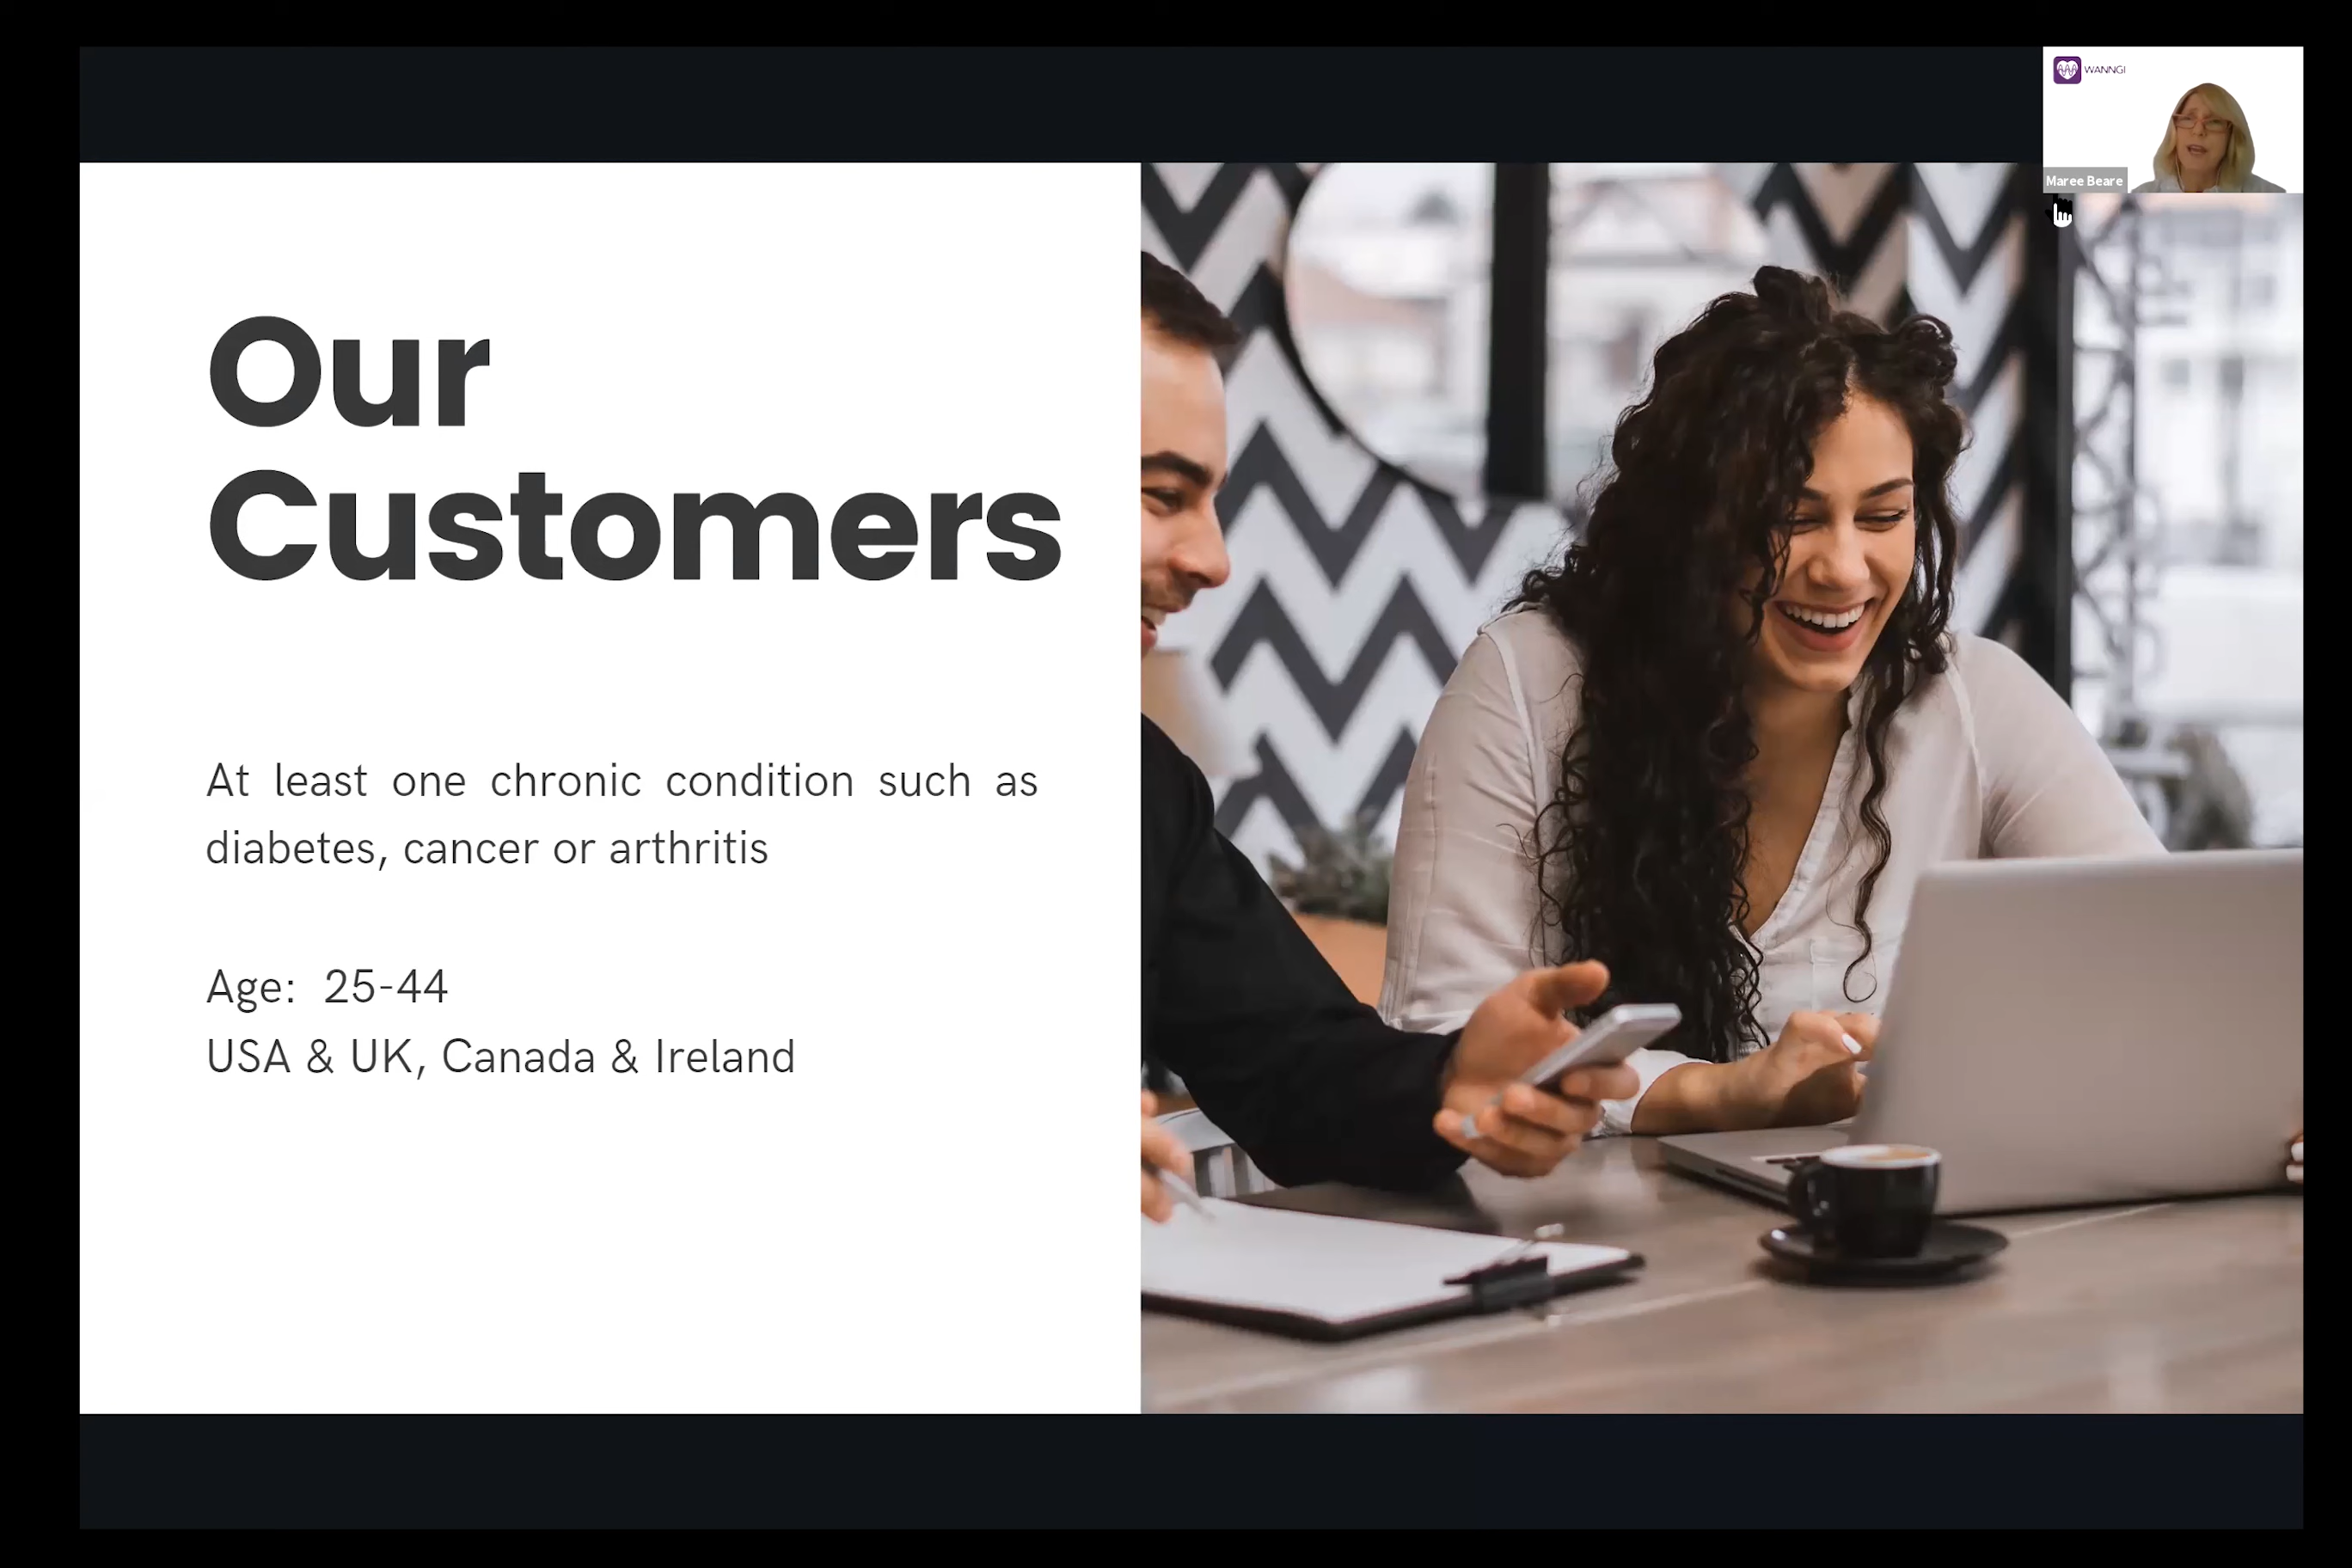 WANNGI
Maree Beare
Our
Customers
At least one chronic condition such as
diabetes, cancer or arthritis
Age: 25-44
USA & UK, Canada & Ireland